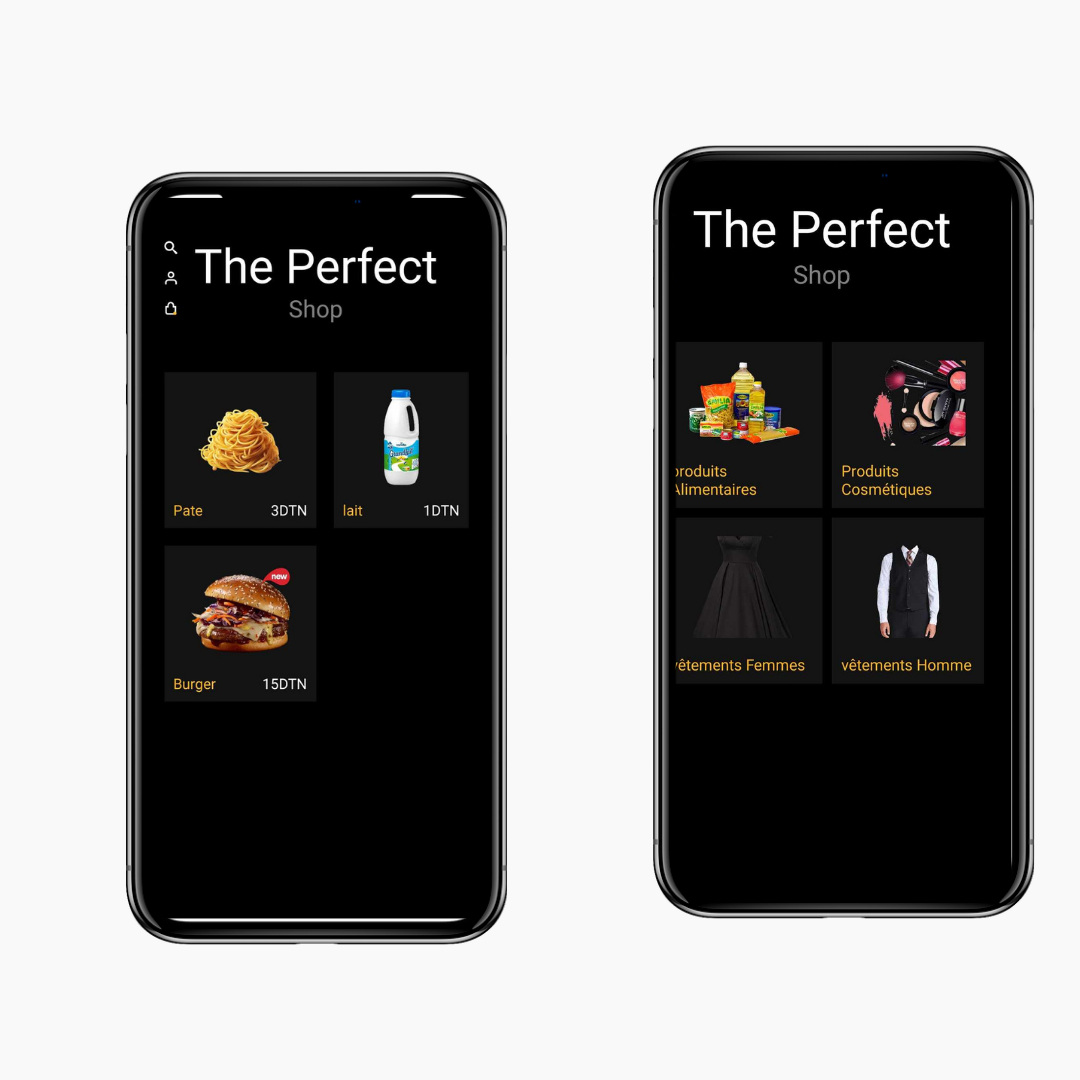 The Perfect
Shop
Pate 3DTN
lait 1DTN
new
Burger 15DTN
The Perfect
Shop
produits
Alimentaires
Produits
Cosmétiques
vêtements Femmes
vêtements Homme